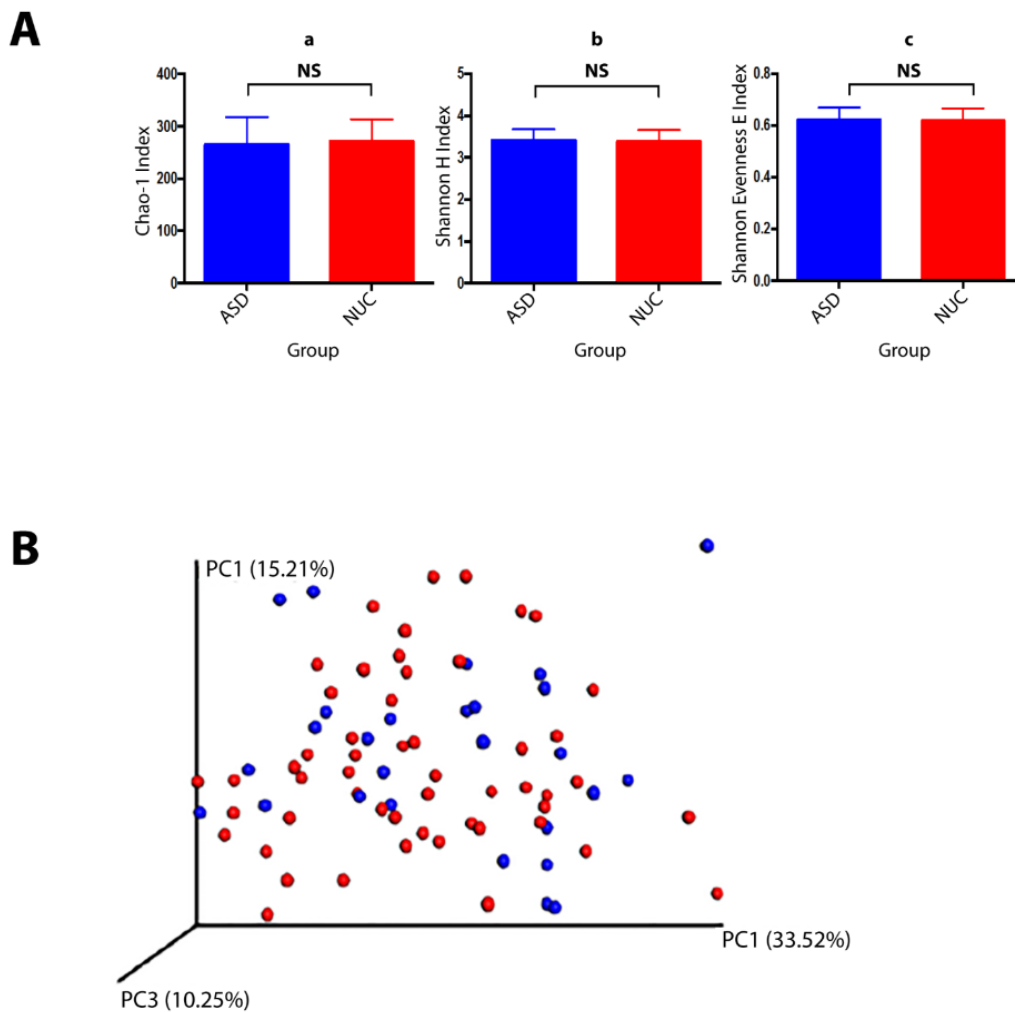 A
a
NS
400
300
200
100
0
Chao-1 Index
ASD
NUC
Group
b
NS
5
4
3
2
1
0
Shannon H Index
ASD
NUC
Group
c
NS
0.8
0.6
0.4
0.2
0.0
Shannon Evenness E Index
ASD
NUC
Group
B
PC1 (15.21%)
PC1 (33.52%)
PC3 (10.25%)